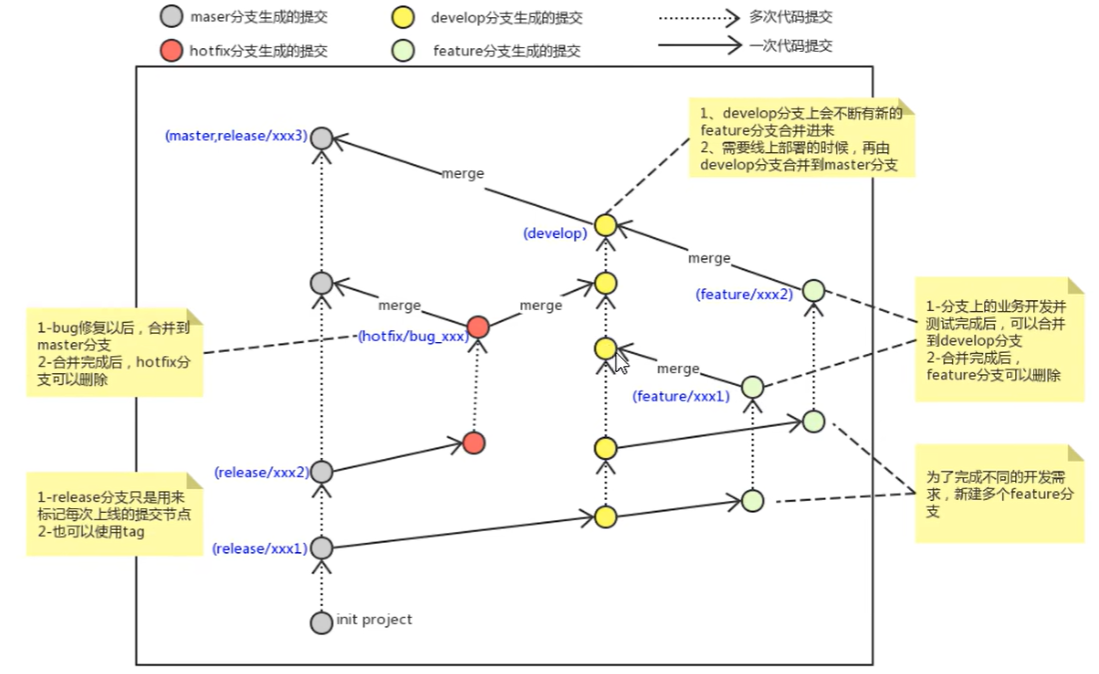 maser分支生成的提交
develop分支生成的提交
多次代码提交
hotfix分支生成的提交
feature分支生成的提交
一次代码提交
1、develop分支上会不断有新的
feature分支合并进来
2、需要线上部署的时候，再由
develop分支合并到master分支
(master,release/xxx3)
merge
(develop)
merge
(feature/xxx2)
merge
merge
1-bug修复以后，合并到
master分支
2-合并完成后，hotfix分
支可以删除
(hotfix/bug_xxx)
1-分支上的业务开发并
测试完成后，可以合并
到develop分支
2-合并完成后，
feature分支可以删除
merge
(feature/xxx1)
(release/xxx2)
1-release分支只是用来
标记每次上线的提交节点
2-也可以使用tag
为了完成不同的开发需
求，新建多个feature分
支
(release/xxx1)
init project